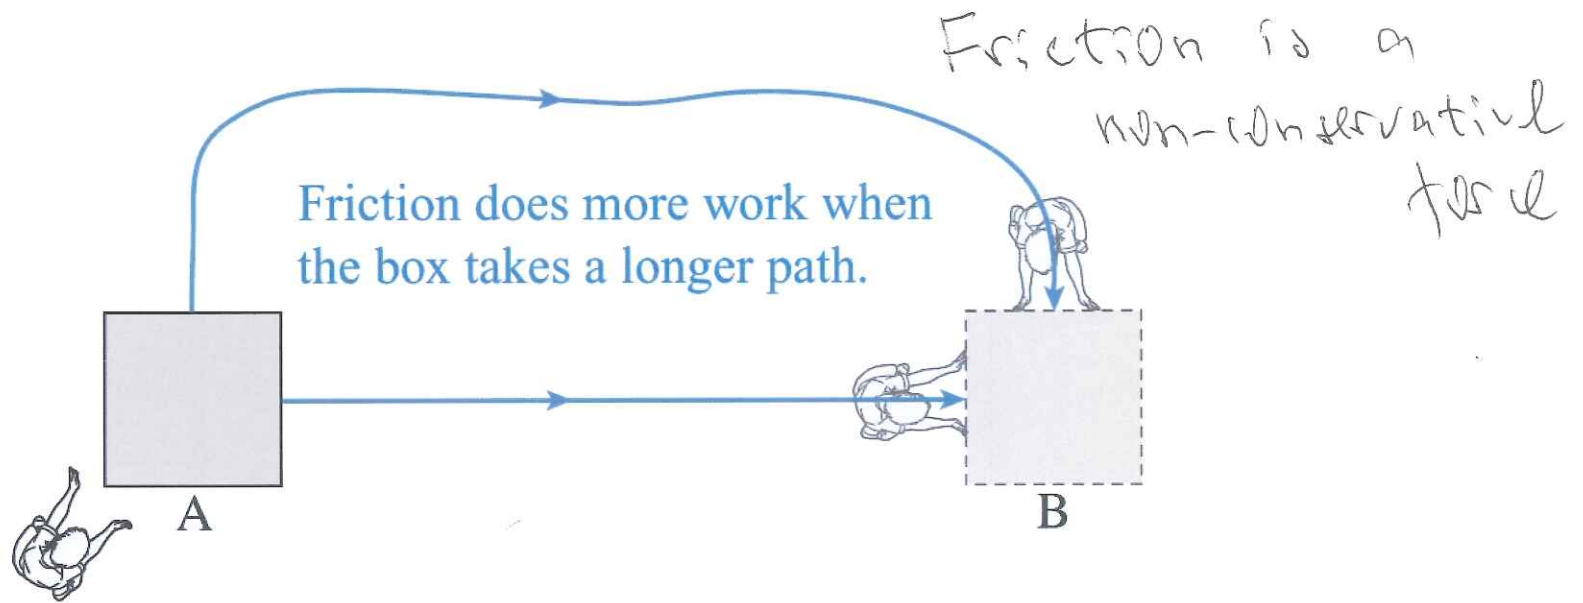 Friction is a
non-conservative
force
Friction does more work when
the box takes a longer path.
A
B